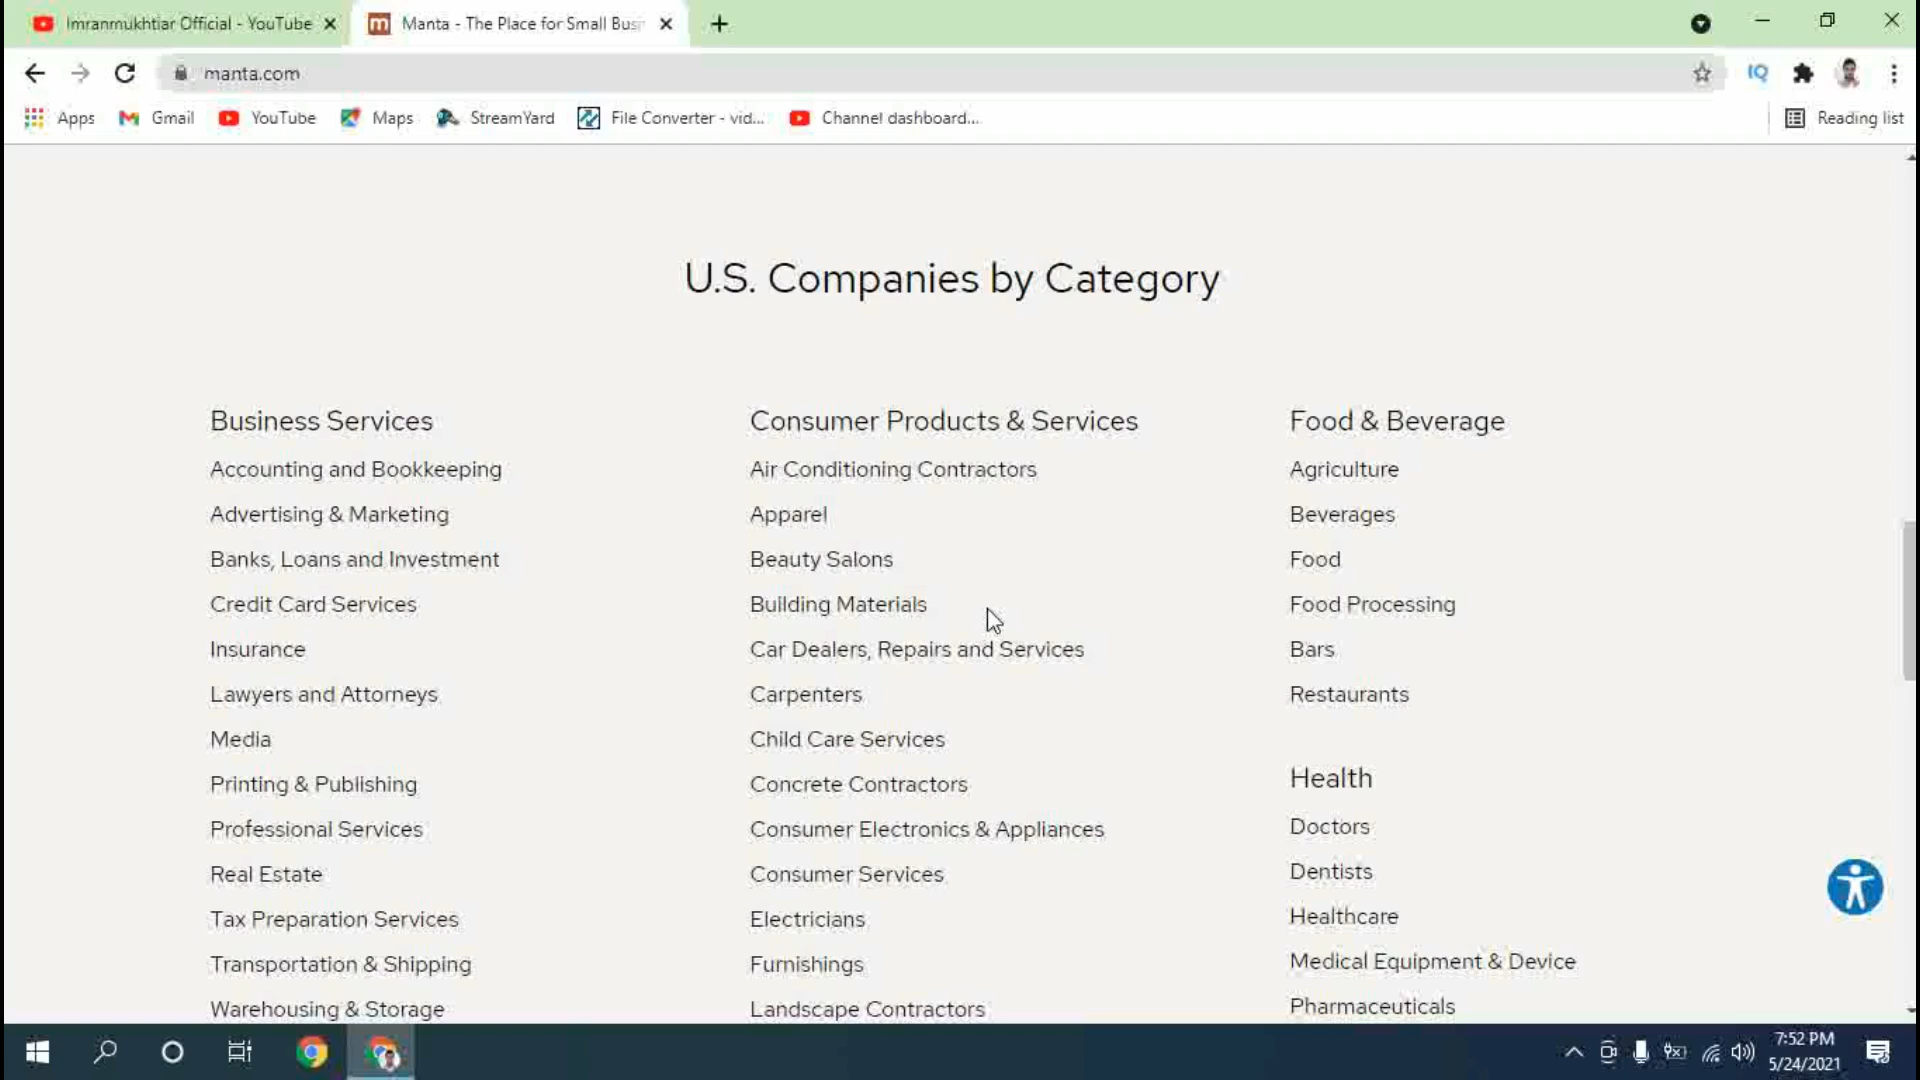 Imranmukhtiar Official - YouTube
Manta - The Place for Small Busi
manta.com
IQ
Apps
Gmail
YouTube
Maps
StreamYard
File Converter - vid...
Channel dashboard...
Reading list
U.S. Companies by Category
Business Services
Accounting and Bookkeeping
Advertising & Marketing
Banks, Loans and Investment
Credit Card Services
Insurance
Lawyers and Attorneys
Media
Printing & Publishing
Professional Services
Real Estate
Tax Preparation Services
Transportation & Shipping
Warehousing & Storage
Consumer Products & Services
Air Conditioning Contractors
Apparel
Beauty Salons
Building Materials
Car Dealers, Repairs and Services
Carpenters
Child Care Services
Concrete Contractors
Consumer Electronics & Appliances
Consumer Services
Electricians
Furnishings
Landscape Contractors
Food & Beverage
Agriculture
Beverages
Food
Food Processing
Bars
Restaurants
Health
Doctors
Dentists
Healthcare
Medical Equipment & Device
Pharmaceuticals
7:52 PM
5/24/2021